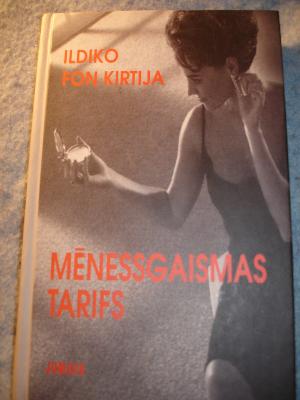 ILDIKO
FON KIRTIJA
MĒNESSGAISMAS
TARIFS